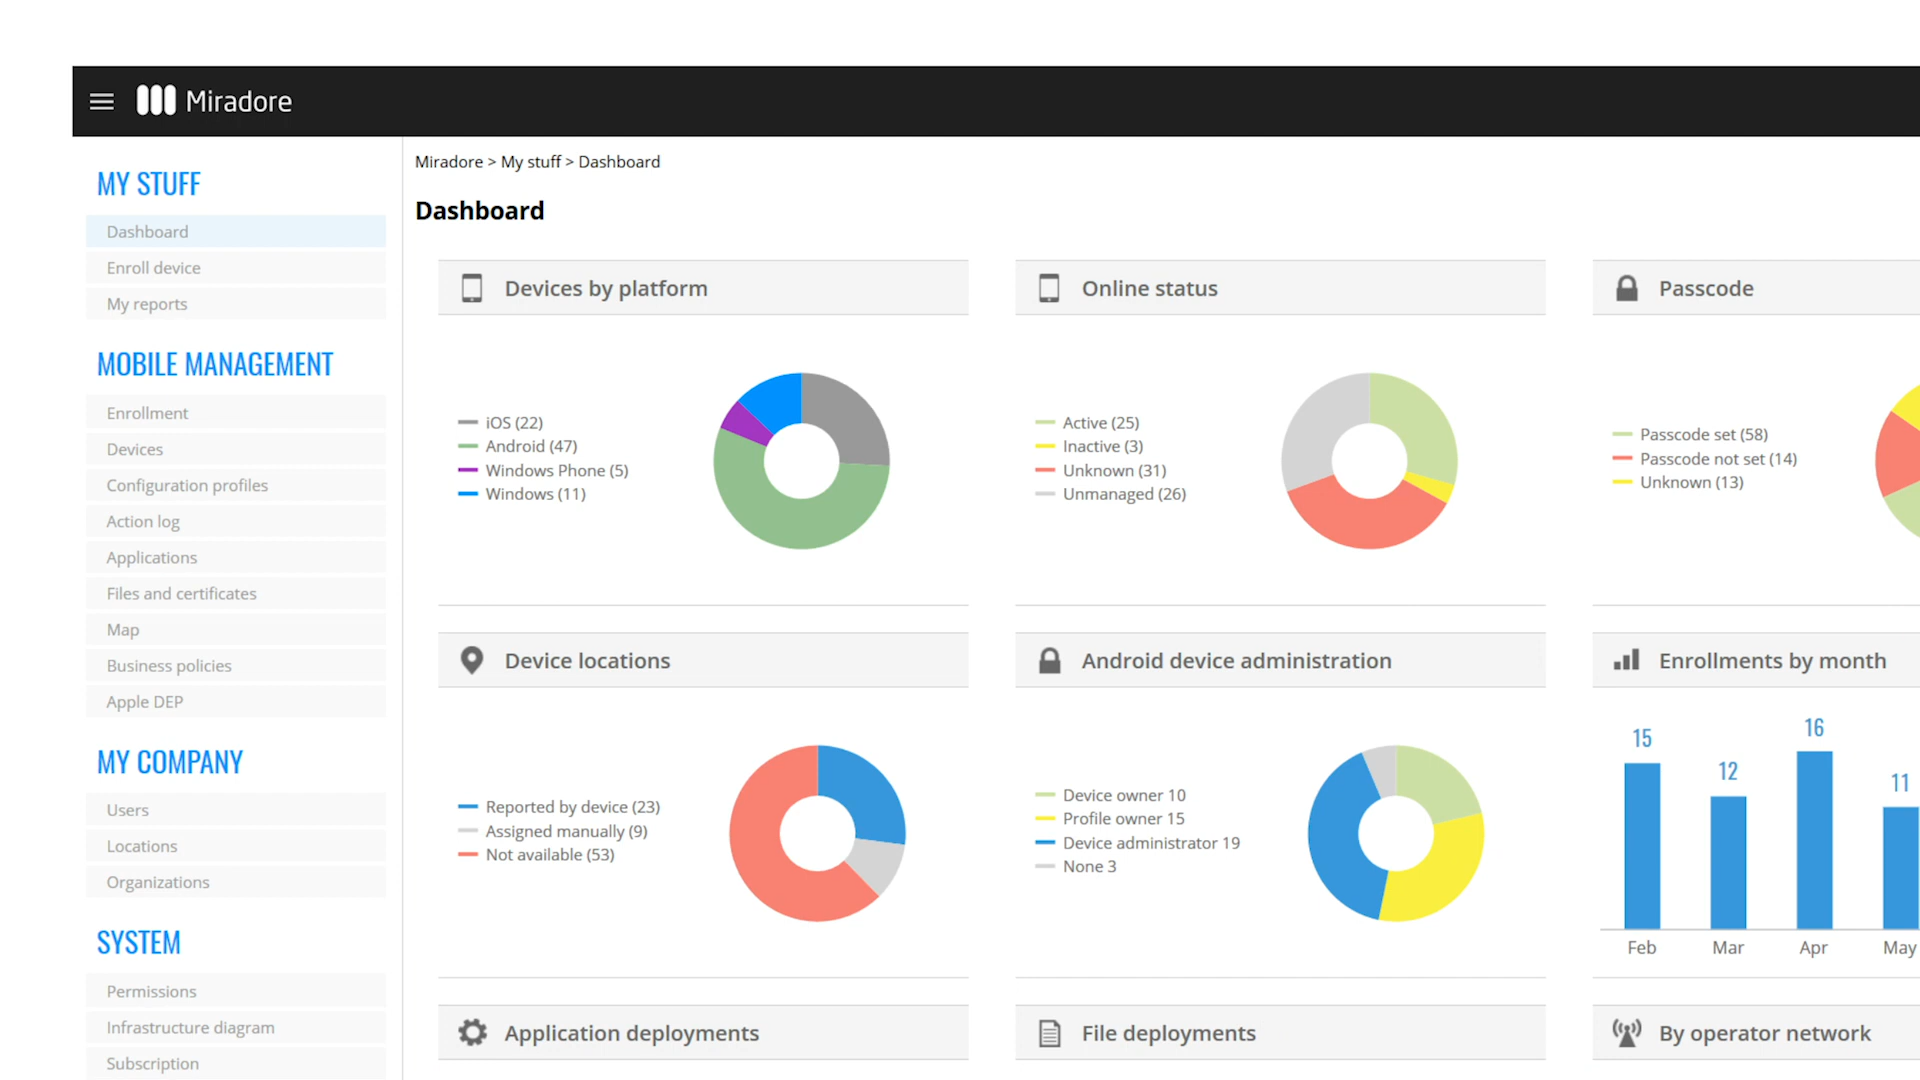 Miradore
MY STUFF
Dashboard
Enroll device
My reports
MOBILE MANAGEMENT
Enrollment
Devices
Configuration profiles
Action log
Applications
Files and certificates
Map
Business policies
Apple DEP
MY COMPANY
Users
Locations
Organizations
SYSTEM
Permissions
Infrastructure diagram
Subscription
Miradore > My stuff > Dashboard
Dashboard
Devices by platform
iOS (22)
Android (47)
Windows Phone (5)
Windows (11)
Online status
Active (25)
Inactive (3)
Unknown (31)
Unmanaged (26)
Passcode
Passcode set (58)
Passcode not set (14)
Unknown (13)
Device locations
Reported by device (23)
Assigned manually (9)
Not available (53)
Android device administration
Device owner 10
Profile owner 15
Device administrator 19
None 3
Enrollments by month
15 12 16 11
Feb Mar Apr May
Application deployments
File deployments
By operator network